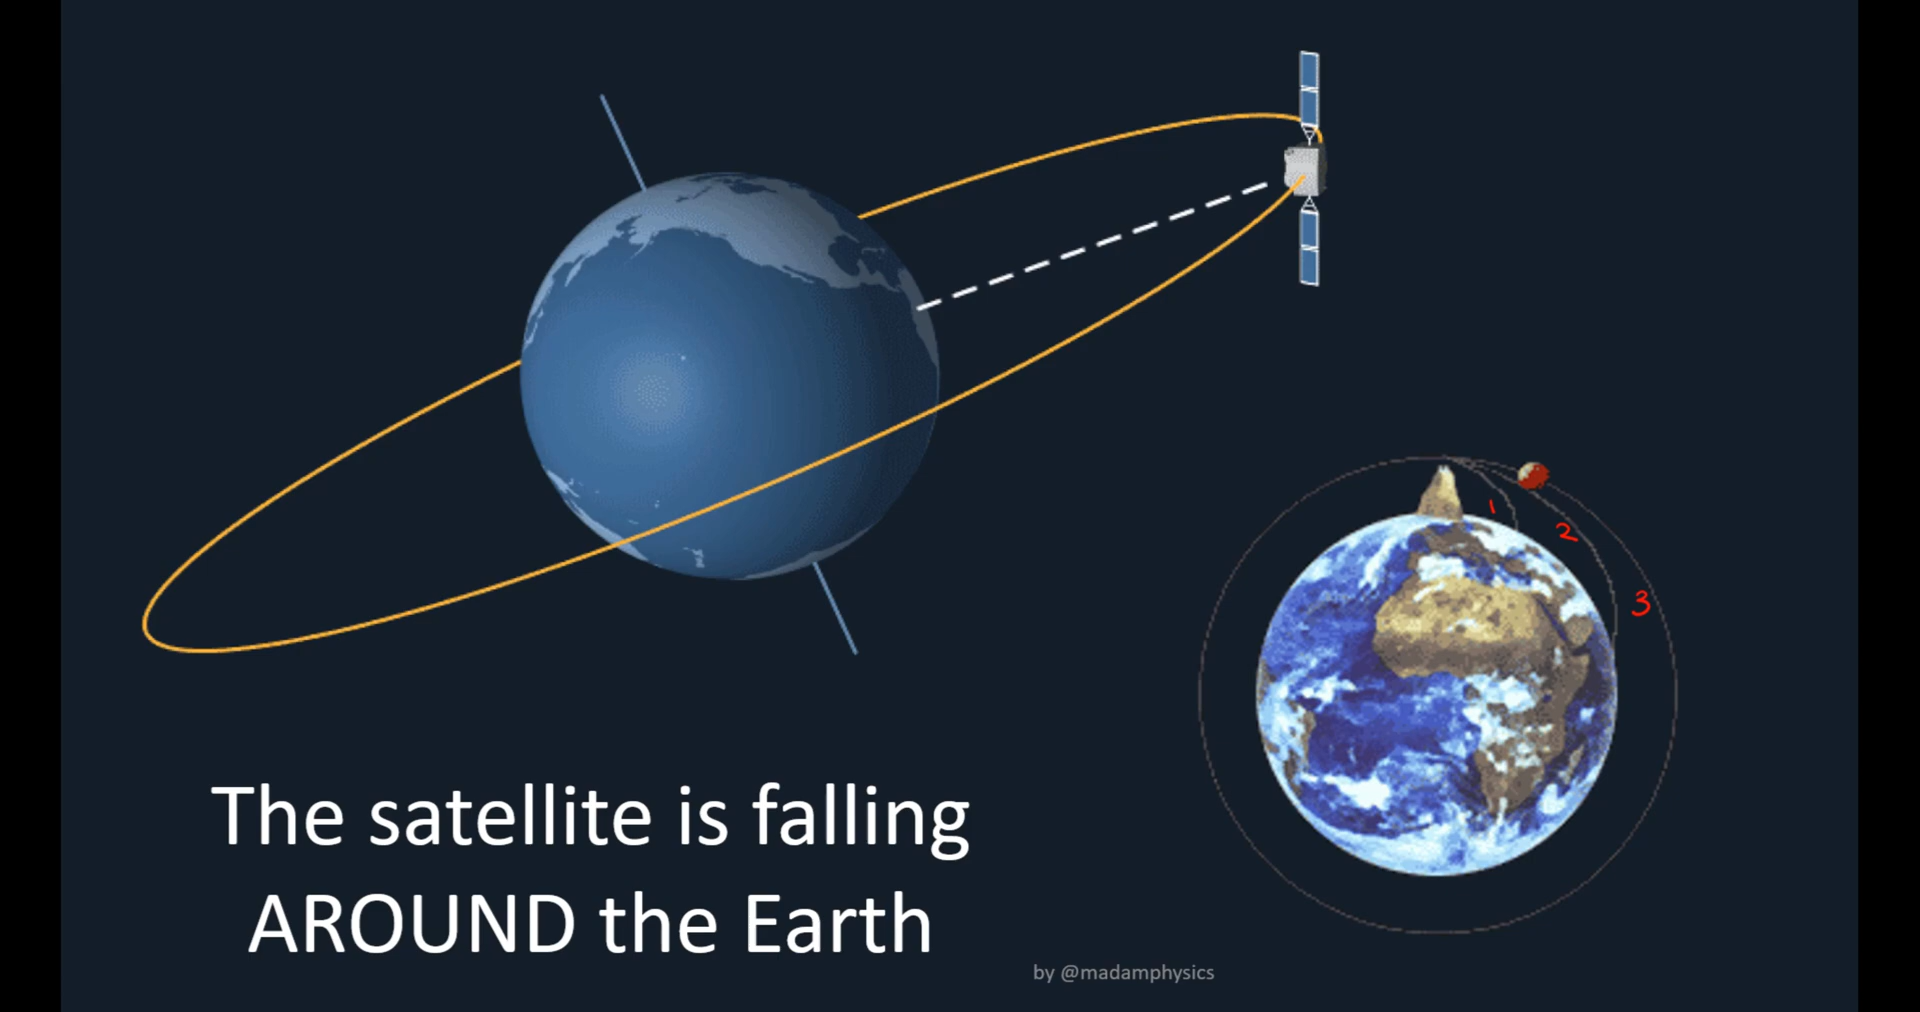 1
2
3
The satellite is falling
AROUND the Earth
by @madamphysics